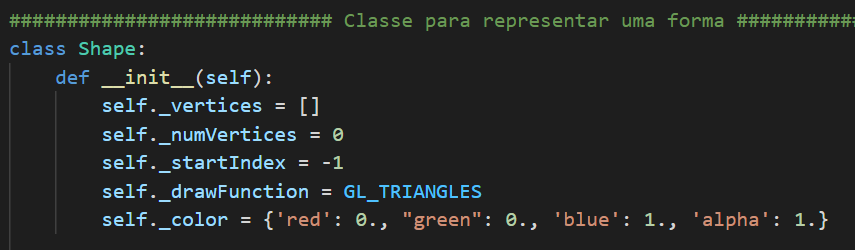 ############################ Classe para representar uma forma ###########
class Shape:
    def __init__(self):
        self._vertices = []
        self._numVertices = 0
        self._startIndex = -1
        self._drawFunction = GL_TRIANGLES
        self._color = {'red': 0., "green": 0., 'blue': 1., 'alpha': 1.}